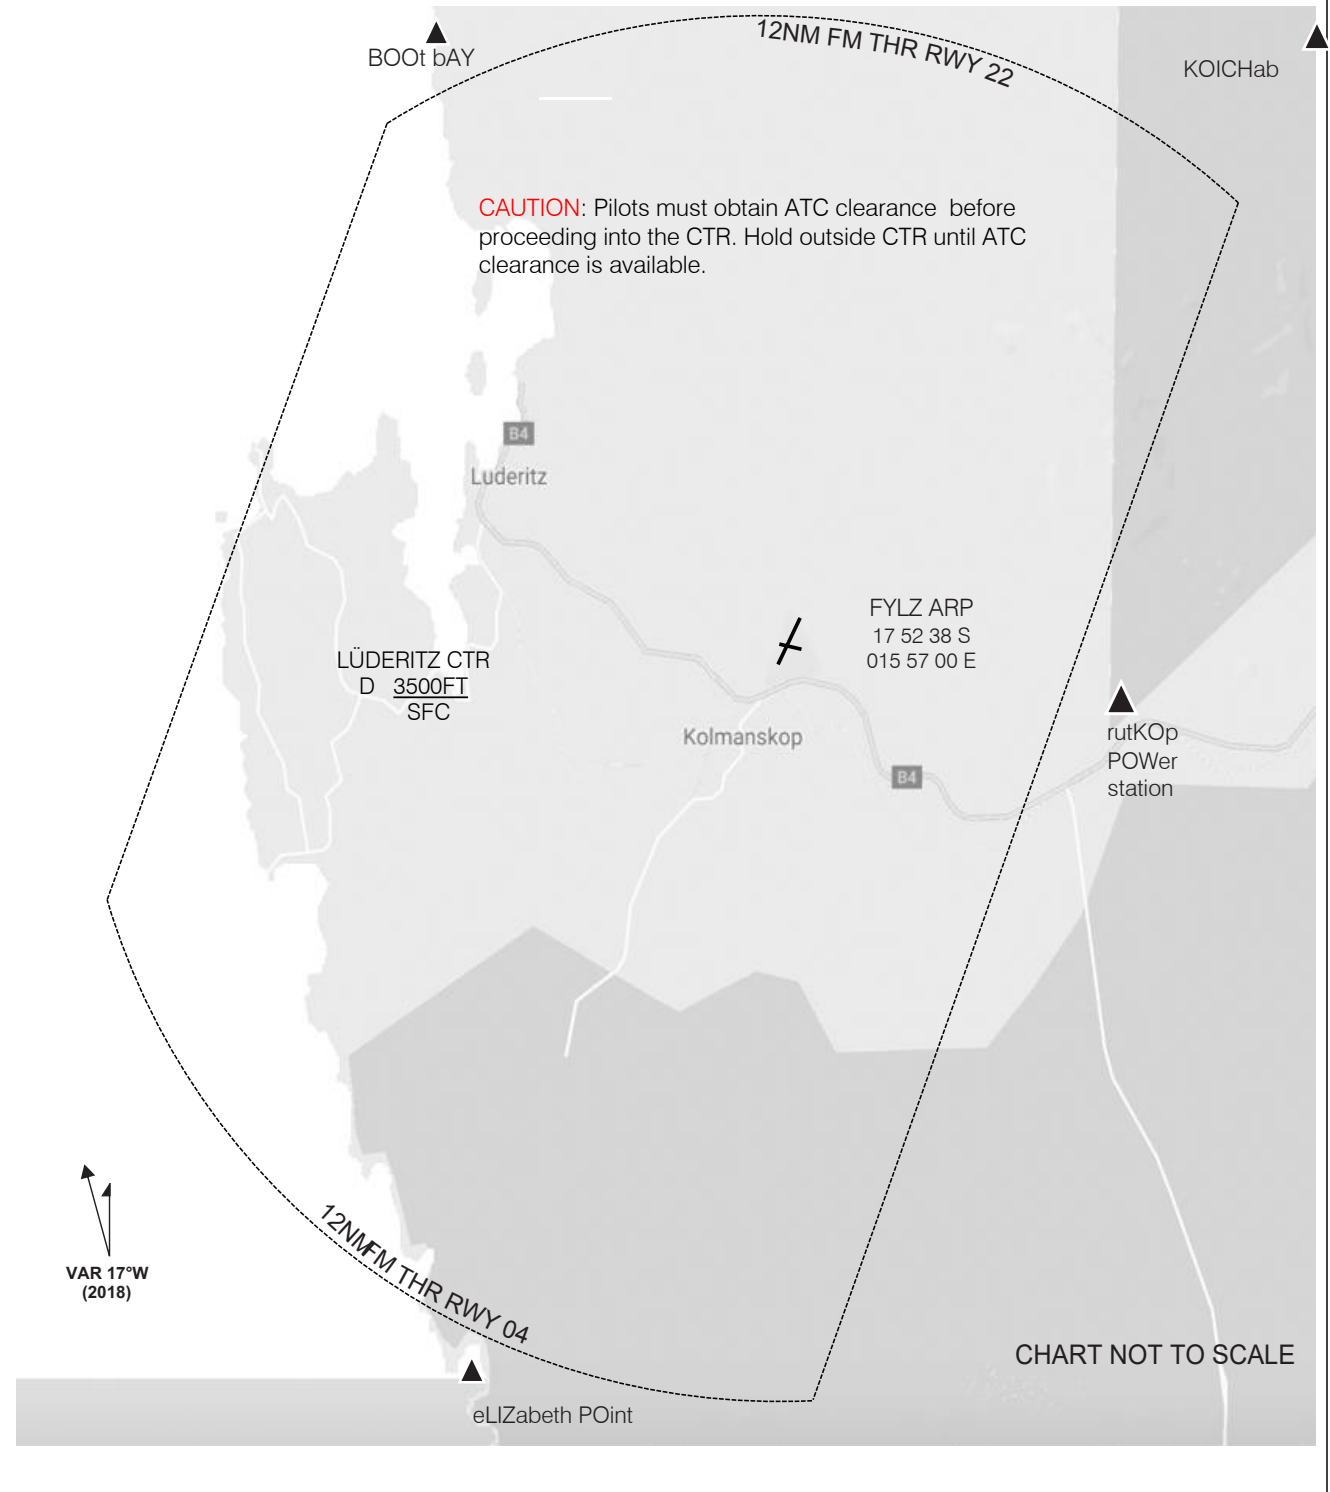 12NM FM THR RWY 22
BOOt bAY
KOICHab
CAUTION: Pilots must obtain ATC clearance before
proceeding into the CTR. Hold outside CTR until ATC
clearance is available.
B4
Luderitz
FYLZ ARP
17 52 38 S
015 57 00 E
LÜDERITZ CTR
D 3500FT
SFC
Kolmanskop
B4
rutKOp
POWer
station
12NM FM THR RWY 04
VAR 17°W
(2018)
CHART NOT TO SCALE
eLIZabeth POint